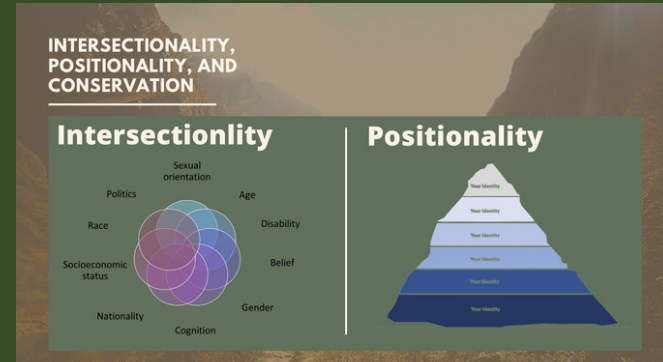 INTERSECTIONALITY,
POSITIONALITY, AND
CONSERVATION
Intersectionlity
Sexual
orientation
Politics
Age
Race
Disability
Socioeconomic
status
Belief
Nationality
Gender
Cognition
Positionality
Your Identity
Your Identity
Your Identity
Your Identity
Your Identity
Your Identity